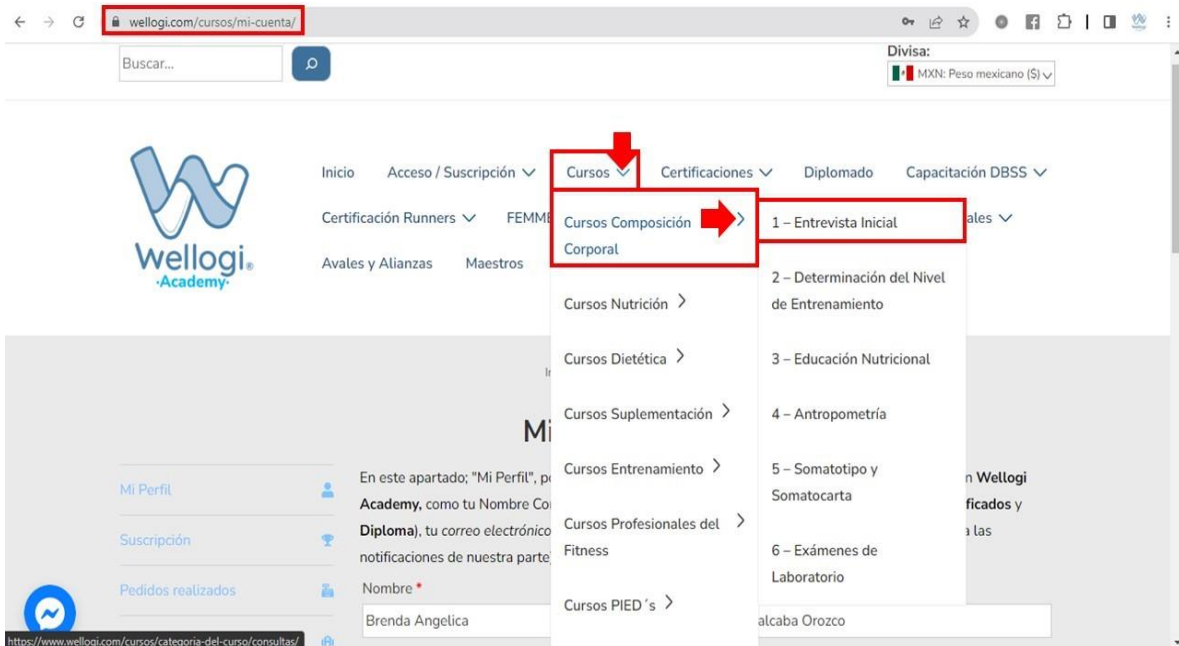 wellogi.com/cursos/mi-cuenta/
Buscar...
Divisa:
MXN: Peso mexicano ($)
Wellogi®
·Academy·
Inicio
Acceso / Suscripción
Cursos
Certificaciones
Diplomado
Capacitación DBSS
Certificación Runners
FEMME
ales
Avales y Alianzas
Maestros
Cursos Composición
Corporal
Cursos Nutrición
Cursos Dietética
Cursos Suplementación
Cursos Entrenamiento
Cursos Profesionales del
Fitness
Cursos PIED´s
1 – Entrevista Inicial
2 – Determinación del Nivel
de Entrenamiento
3 – Educación Nutricional
4 – Antropometría
5 – Somatotipo y
Somatocarta
6 – Exámenes de
Laboratorio
Mi
Mi Perfil
Suscripción
Pedidos realizados
En este apartado; "Mi Perfil", n Wellogi
Academy, como tu Nombre ficados y
Diploma), tu correo electrónico a las
notificaciones de nuestra parte
Nombre *
Brenda Angelica
alcaba Orozco
https://www.wellogi.com/cursos/categoria-del-curso/consultas/